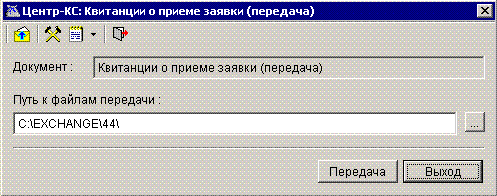 Центр-КС: Квитанции о приеме заявки (передача)
Документ : Квитанции о приеме заявки (передача)
Путь к файлам передачи :
C:\EXCHANGE\44\
...
Передача Выход